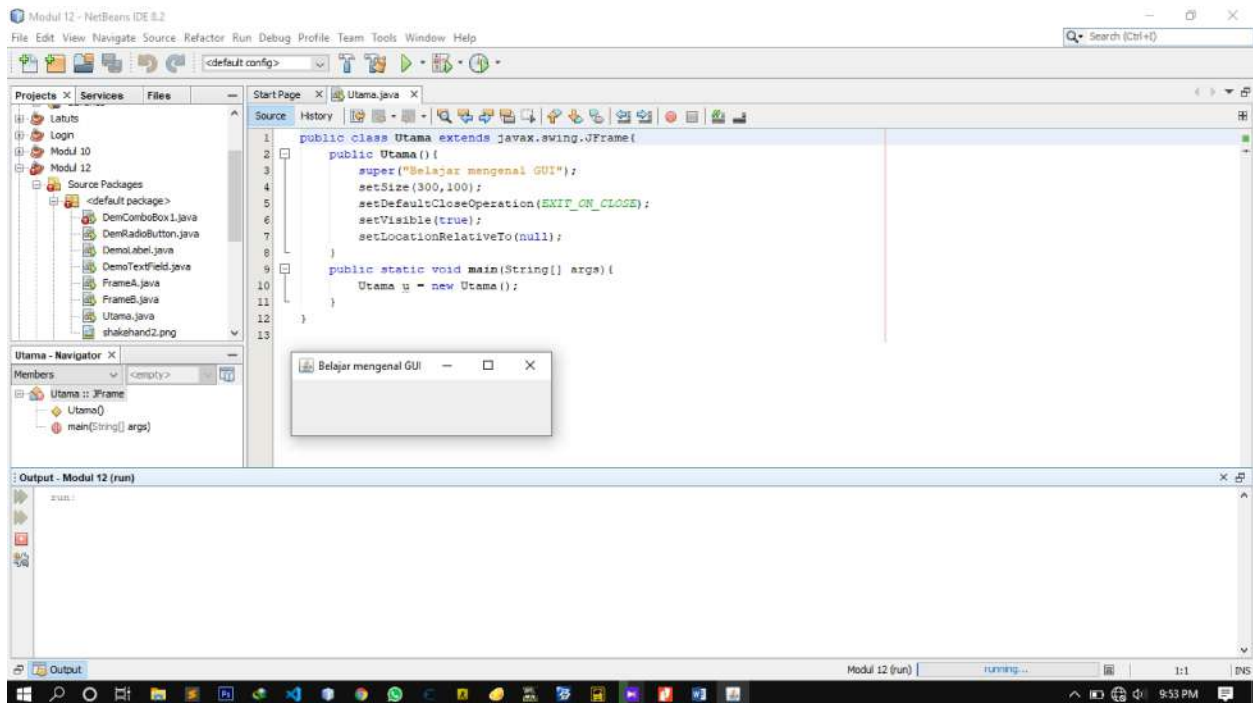 Modul 12 - NetBeans IDE 8.2
File Edit View Navigate Source Refactor Run Debug Profile Team Tools Window Help
Search (Ctrl+I)
<default config>
Projects Services Files
Start Page Utama.java
Source History
Latuts
Login
Modul 10
Modul 12
Source Packages
<default package>
DemComboBox1.java
DemRadioButton.java
DemoLabel.java
DemoTextField.java
FrameA.java
FrameB.java
Utama.java
shakehand2.png
1 public class Utama extends javax.swing.JFrame{
2 public Utama(){
3 super("Belajar mengenal GUI");
4 setSize(300,100);
5 setDefaultCloseOperation(EXIT_ON_CLOSE);
6 setVisible(true);
7 setLocationRelativeTo(null);
8 }
9 public static void main(String[] args){
10 Utama u = new Utama();
11 }
12 }
13
Utama - Navigator
Members <empty>
Utama :: JFrame
Utama()
main(String[] args)
Belajar mengenal GUI
Output - Modul 12 (run)
run:
Output
Modul 12 (run) running... 1:1 INS
9:53 PM